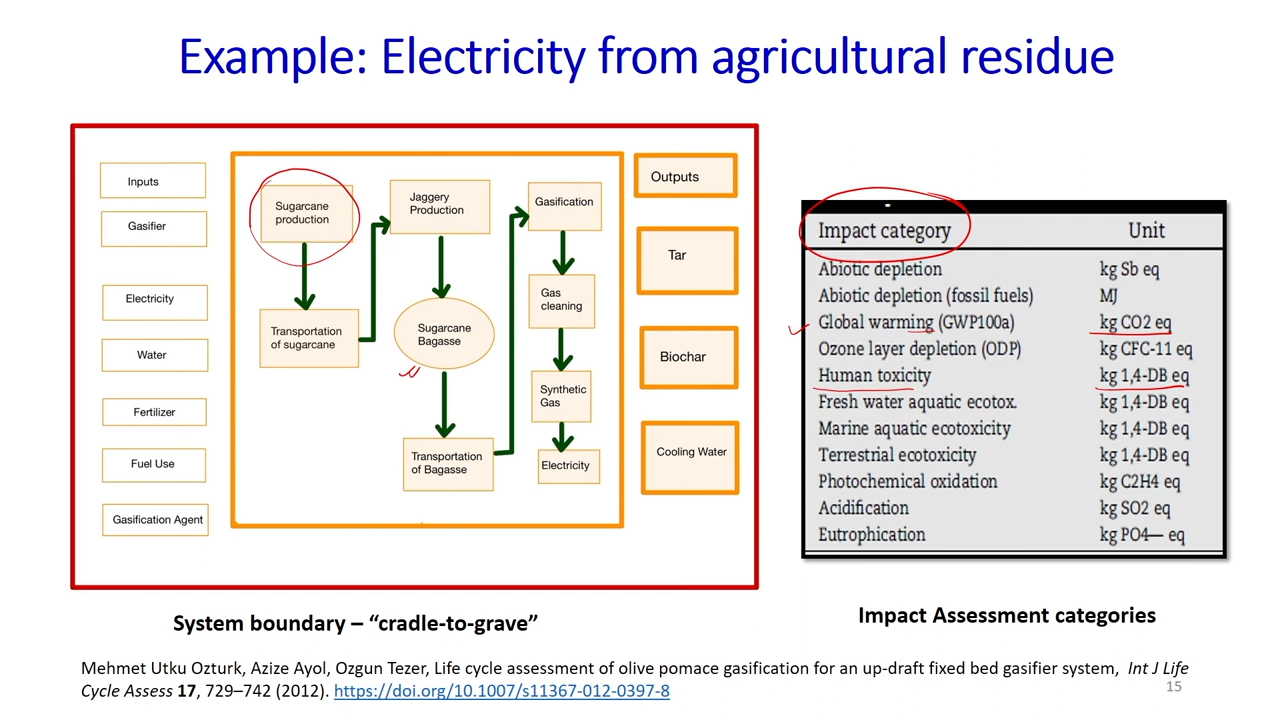 Example: Electricity from agricultural residue
Inputs
Gasifier
Electricity
Water
Fertilizer
Fuel Use
Gasification Agent
Sugarcane
production
Transportation
of sugarcane
Jaggery
Production
Sugarcane
Bagasse
Transportation
of Bagasse
Gasification
Gas
cleaning
Synthetic
Gas
Electricity
Outputs
Tar
Biochar
Cooling Water
System boundary – “cradle-to-grave”
Impact category Unit
Abiotic depletion kg Sb eq
Abiotic depletion (fossil fuels) MJ
Global warming (GWP100a) kg CO2 eq
Ozone layer depletion (ODP) kg CFC-11 eq
Human toxicity kg 1,4-DB eq
Fresh water aquatic ecotox. kg 1,4-DB eq
Marine aquatic ecotoxicity kg 1,4-DB eq
Terrestrial ecotoxicity kg 1,4-DB eq
Photochemical oxidation kg C2H4 eq
Acidification kg SO2 eq
Eutrophication kg PO4— eq
Impact Assessment categories
Mehmet Utku Ozturk, Azize Ayol, Ozgun Tezer, Life cycle assessment of olive pomace gasification for an up-draft fixed bed gasifier system, Int J Life
Cycle Assess 17, 729–742 (2012). https://doi.org/10.1007/s11367-012-0397-8
15